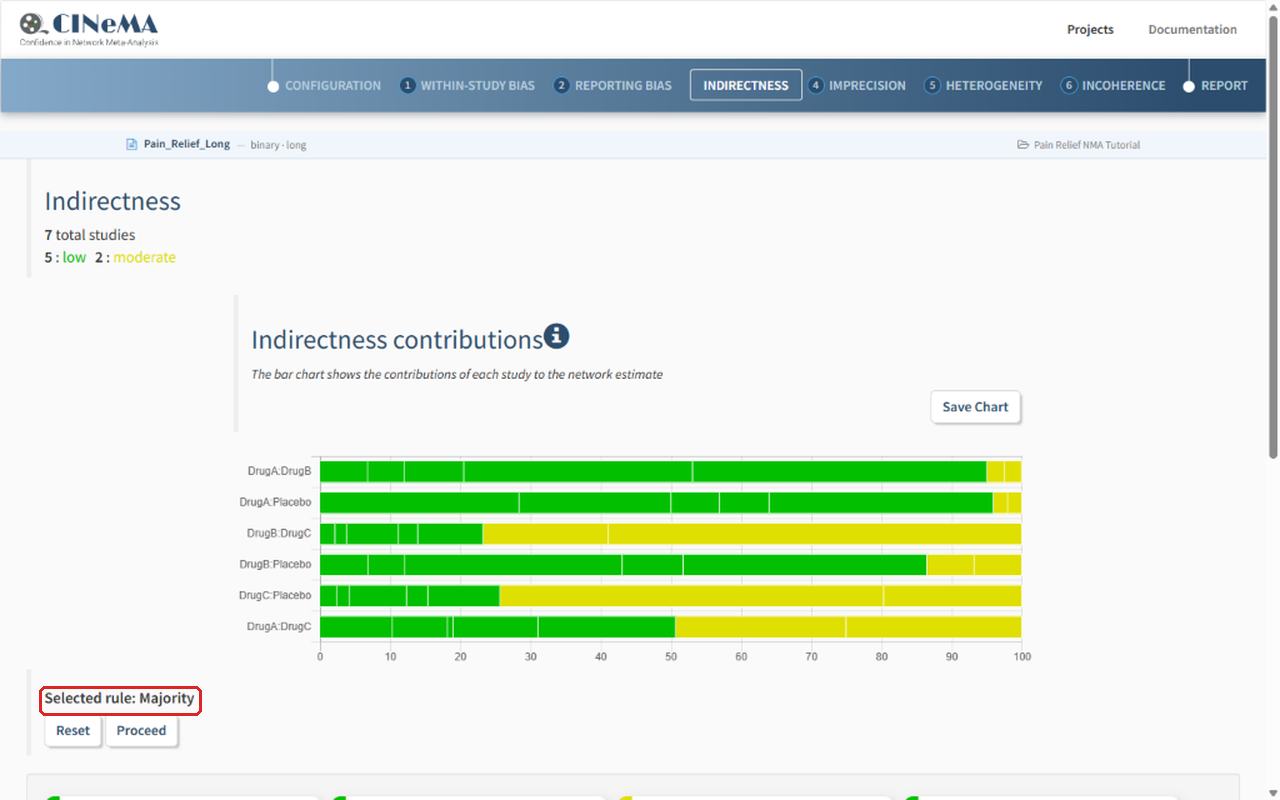 CINeMA
Confidence in Network Meta-Analysis
Projects
Documentation
CONFIGURATION
1 WITHIN-STUDY BIAS
2 REPORTING BIAS
INDIRECTNESS
4 IMPRECISION
5 HETEROGENEITY
6 INCOHERENCE
REPORT
Pain_Relief_Long — binary · long
Pain Relief NMA Tutorial
Indirectness
7 total studies
5 : low 2 : moderate
Indirectness contributions
The bar chart shows the contributions of each study to the network estimate
Save Chart
DrugA:DrugB
DrugA:Placebo
DrugB:DrugC
DrugB:Placebo
DrugC:Placebo
DrugA:DrugC
0 10 20 30 40 50 60 70 80 90 100
Selected rule: Majority
Reset
Proceed